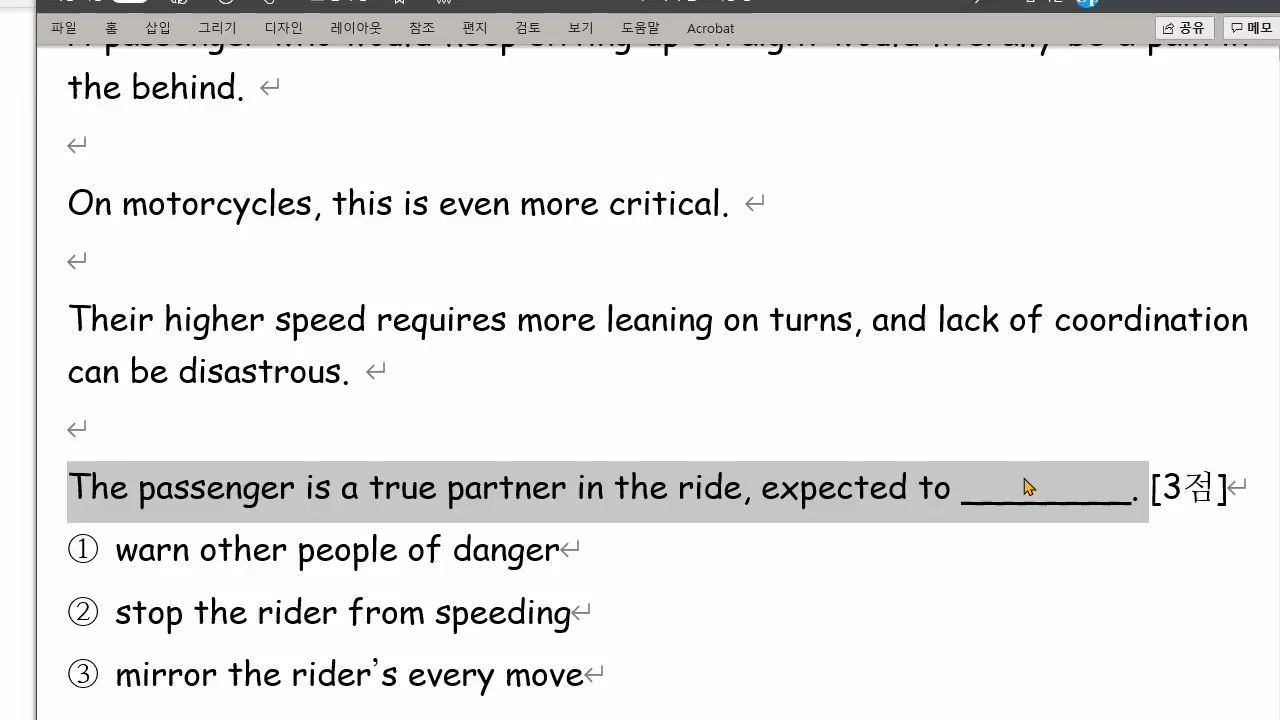 파일 홈 삽입 그리기 디자인 레이아웃 참조 편지 검토 보기 도움말 Acrobat 공유 메모
the behind.
On motorcycles, this is even more critical.
Their higher speed requires more leaning on turns, and lack of coordination
can be disastrous.
The passenger is a true partner in the ride, expected to _________. [3점]
① warn other people of danger
② stop the rider from speeding
③ mirror the rider's every move